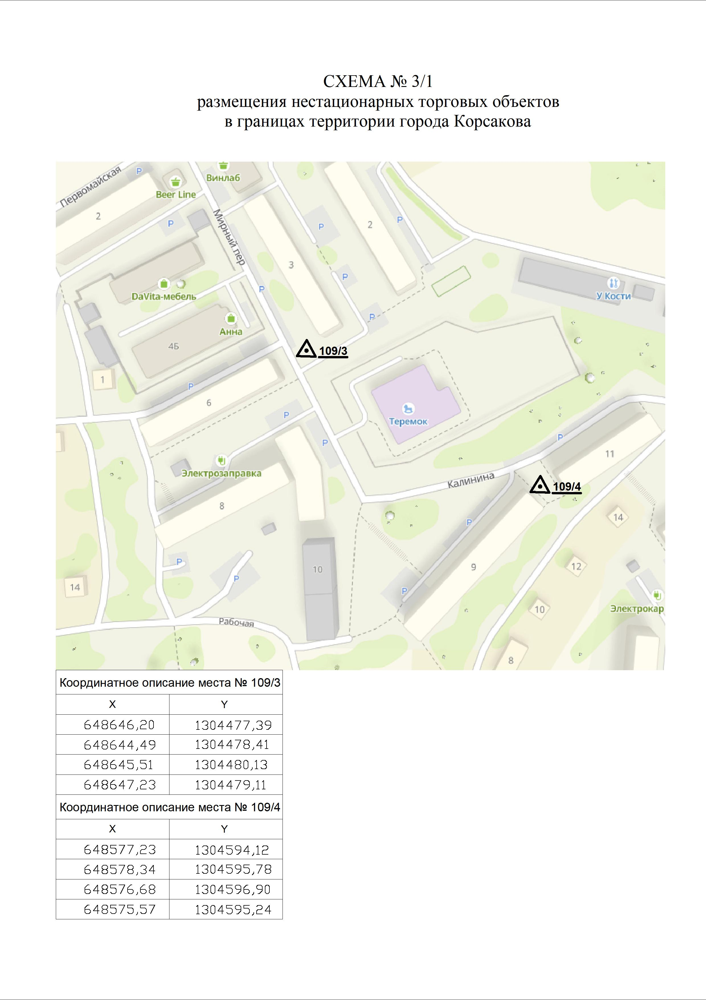 СХЕМА № 3/1
размещения нестационарных торговых объектов
в границах территории города Корсакова
Первомайская
P
Винлаб
Beer Line
2
P
Мирный пер
P
2
P
3
P
DaVita-мебель
P
У Кости
Анна
P
4Б
109/3
1
P
6
P
Теремок
P
P
11
Электрозаправка
Калинина
109/4
8
14
P
P
10
9
12
14
P
P
10
Электрокар
Рабочая
8
Координатное описание места № 109/3
X Y
648646,20 1304477,39
648644,49 1304478,41
648645,51 1304480,13
648647,23 1304479,11
Координатное описание места № 109/4
X Y
648577,23 1304594,12
648578,34 1304595,78
648576,68 1304596,90
648575,57 1304595,24